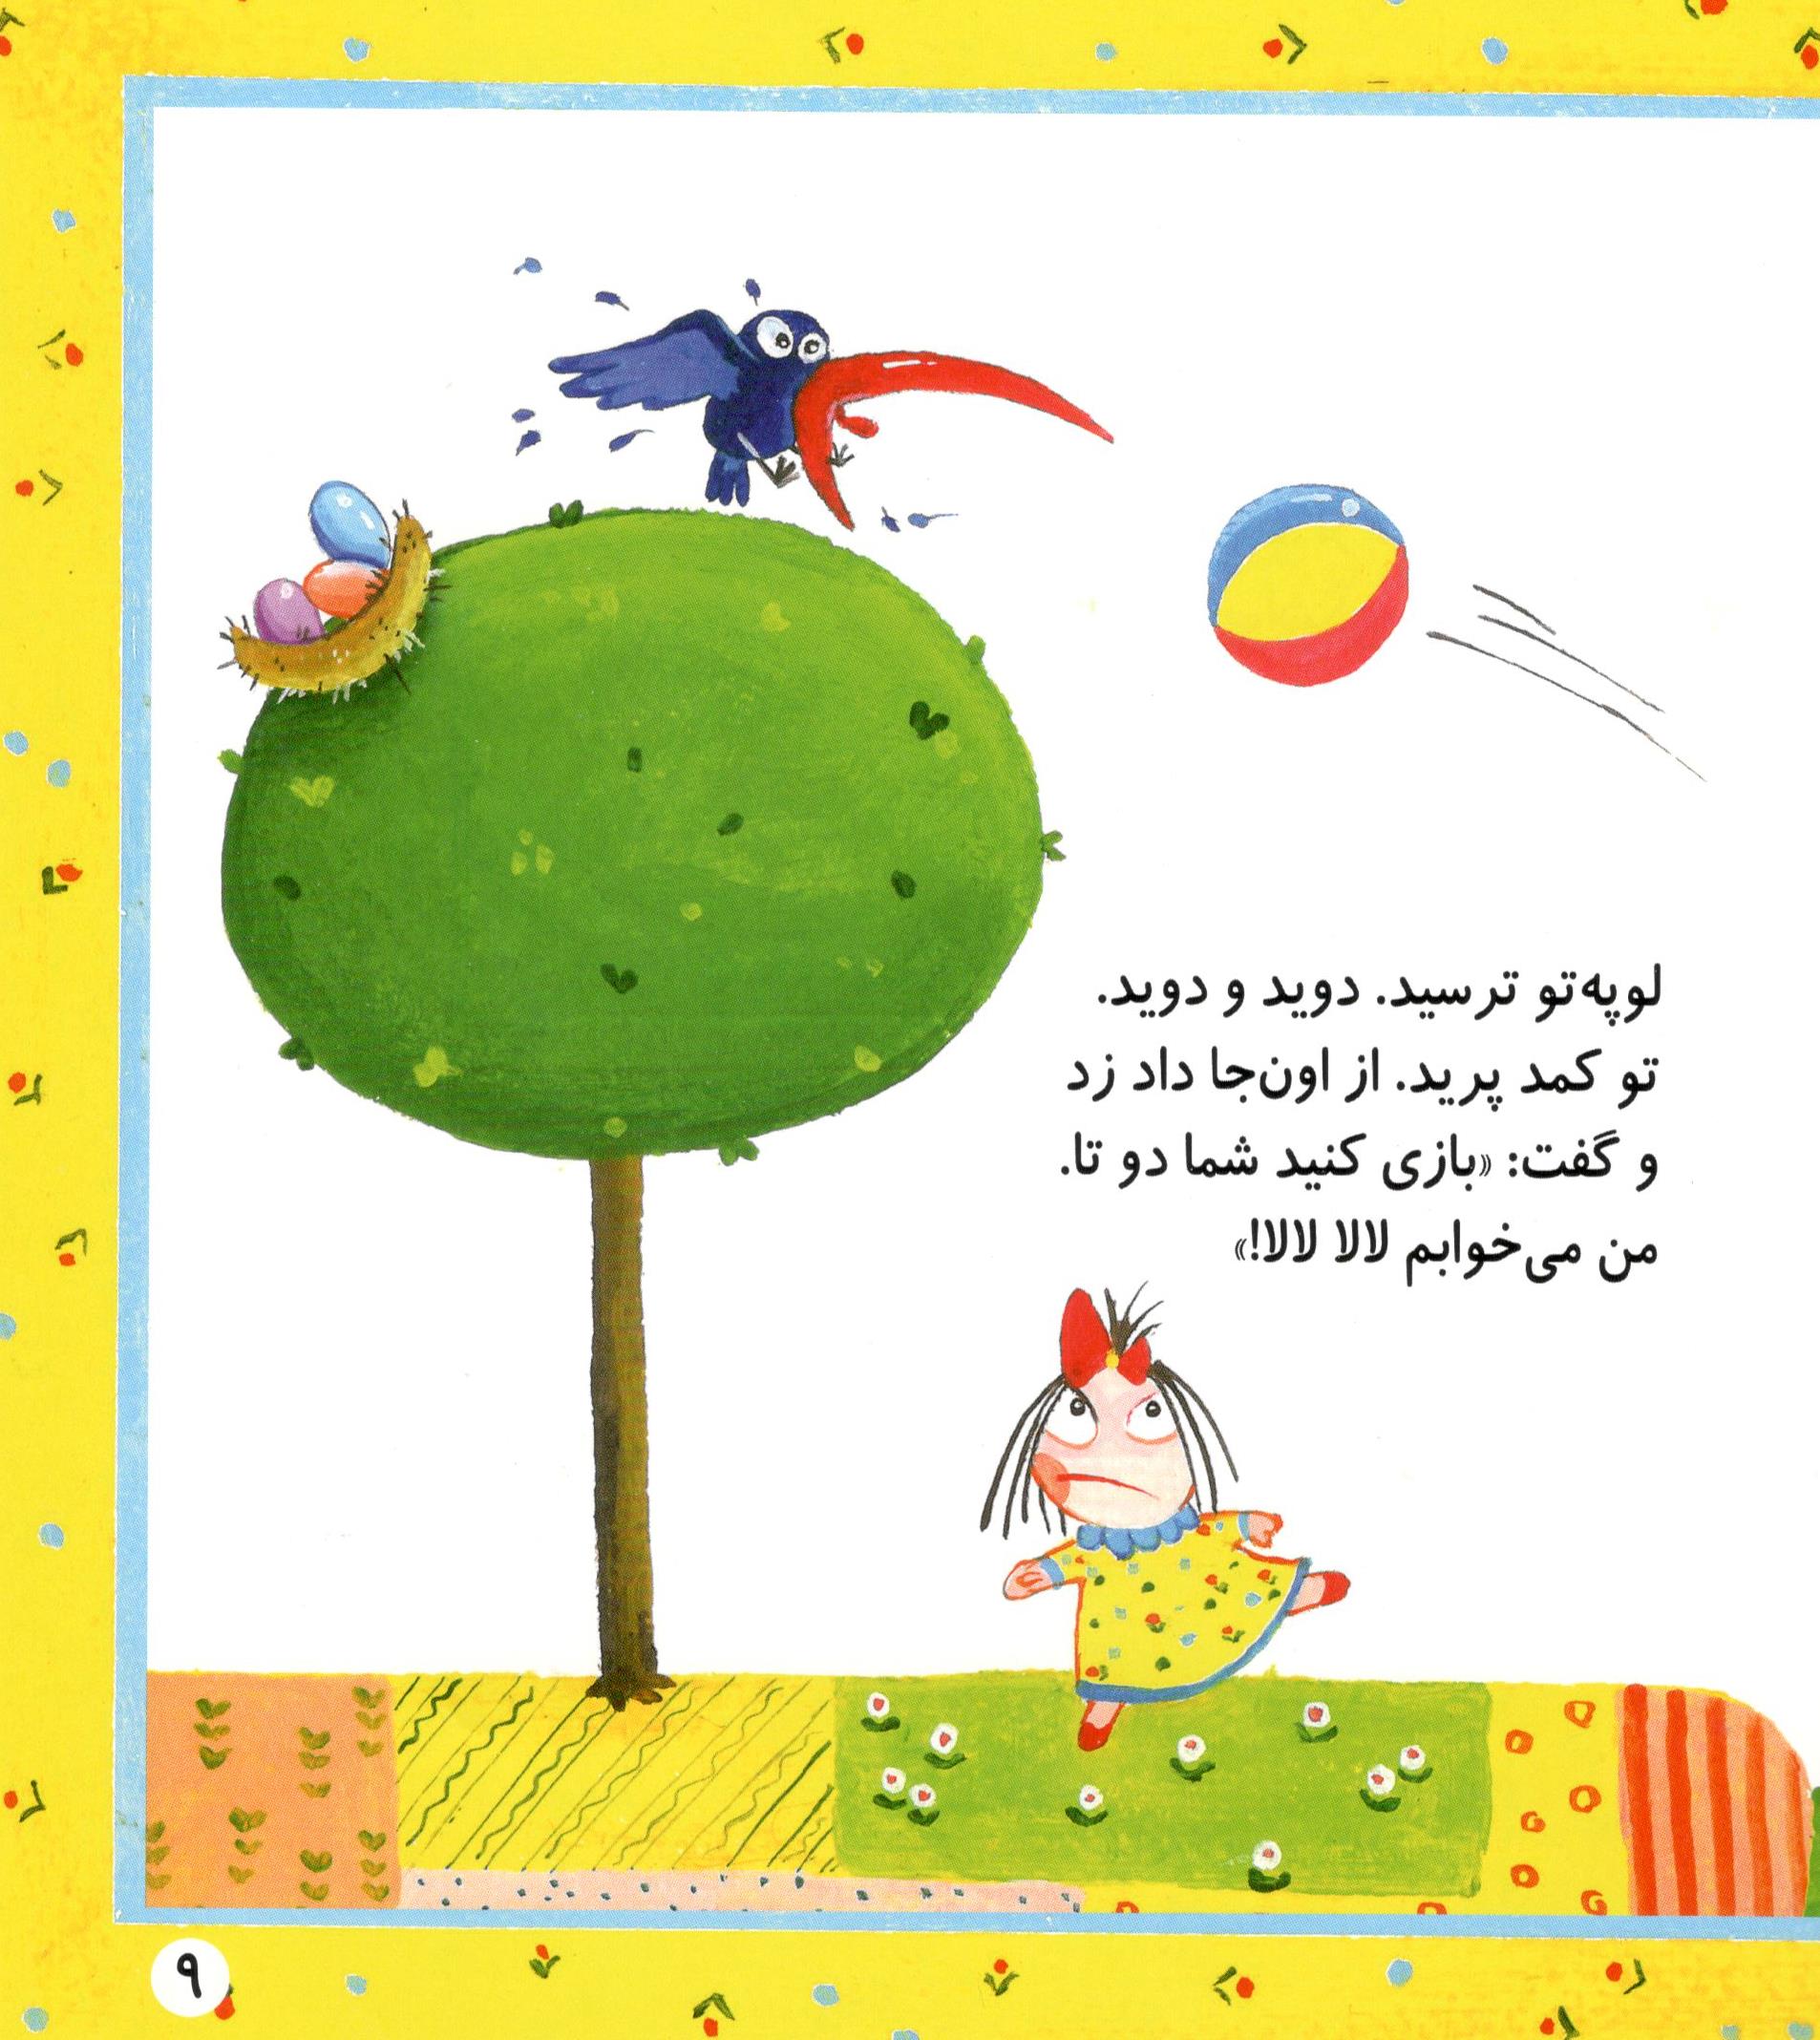 لوپه‌تو ترسید. دوید و دوید.
تو کمد پرید. از اون‌جا داد زد
و گفت: «بازی کنید شما دو تا.
من می‌خوابم لالا لالا!»
۹